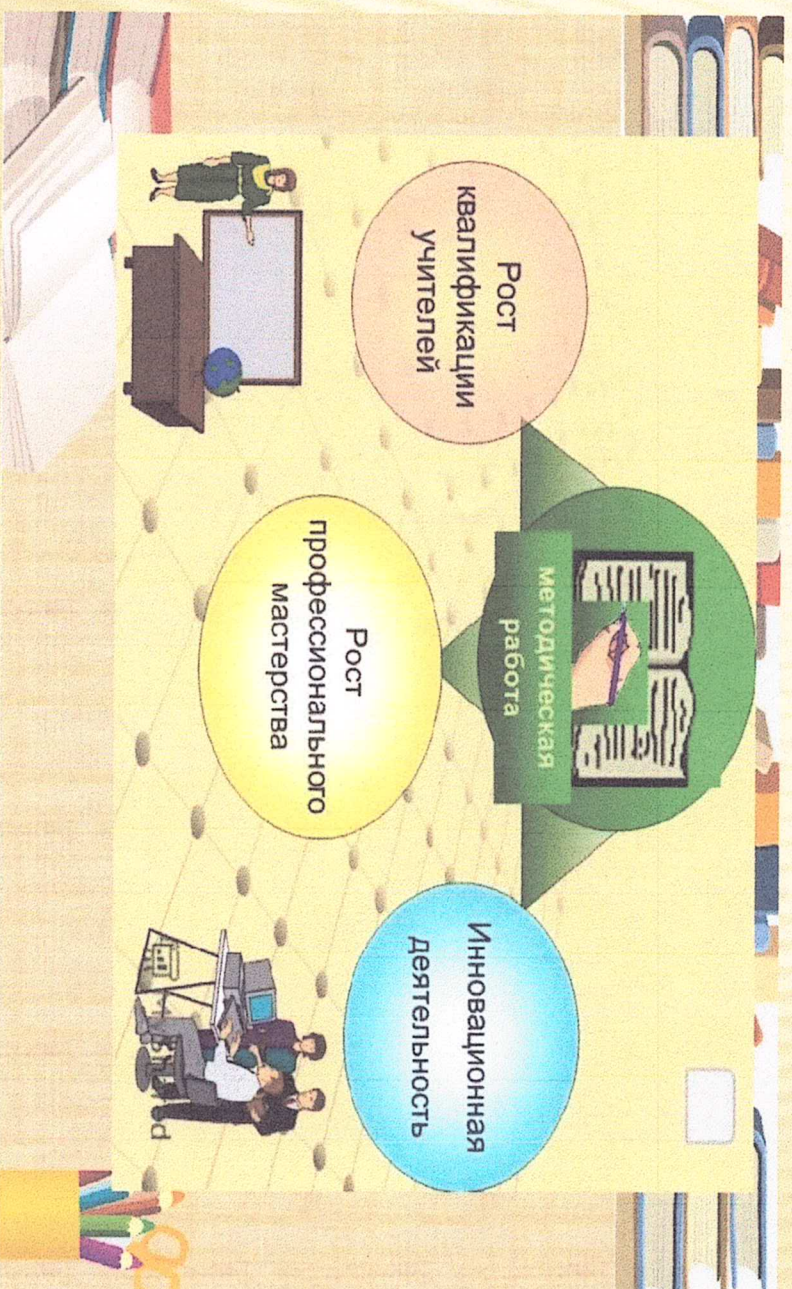 методическая
работа
Рост
квалификации
учителей
Рост
профессионального
мастерства
Инновационная
деятельность